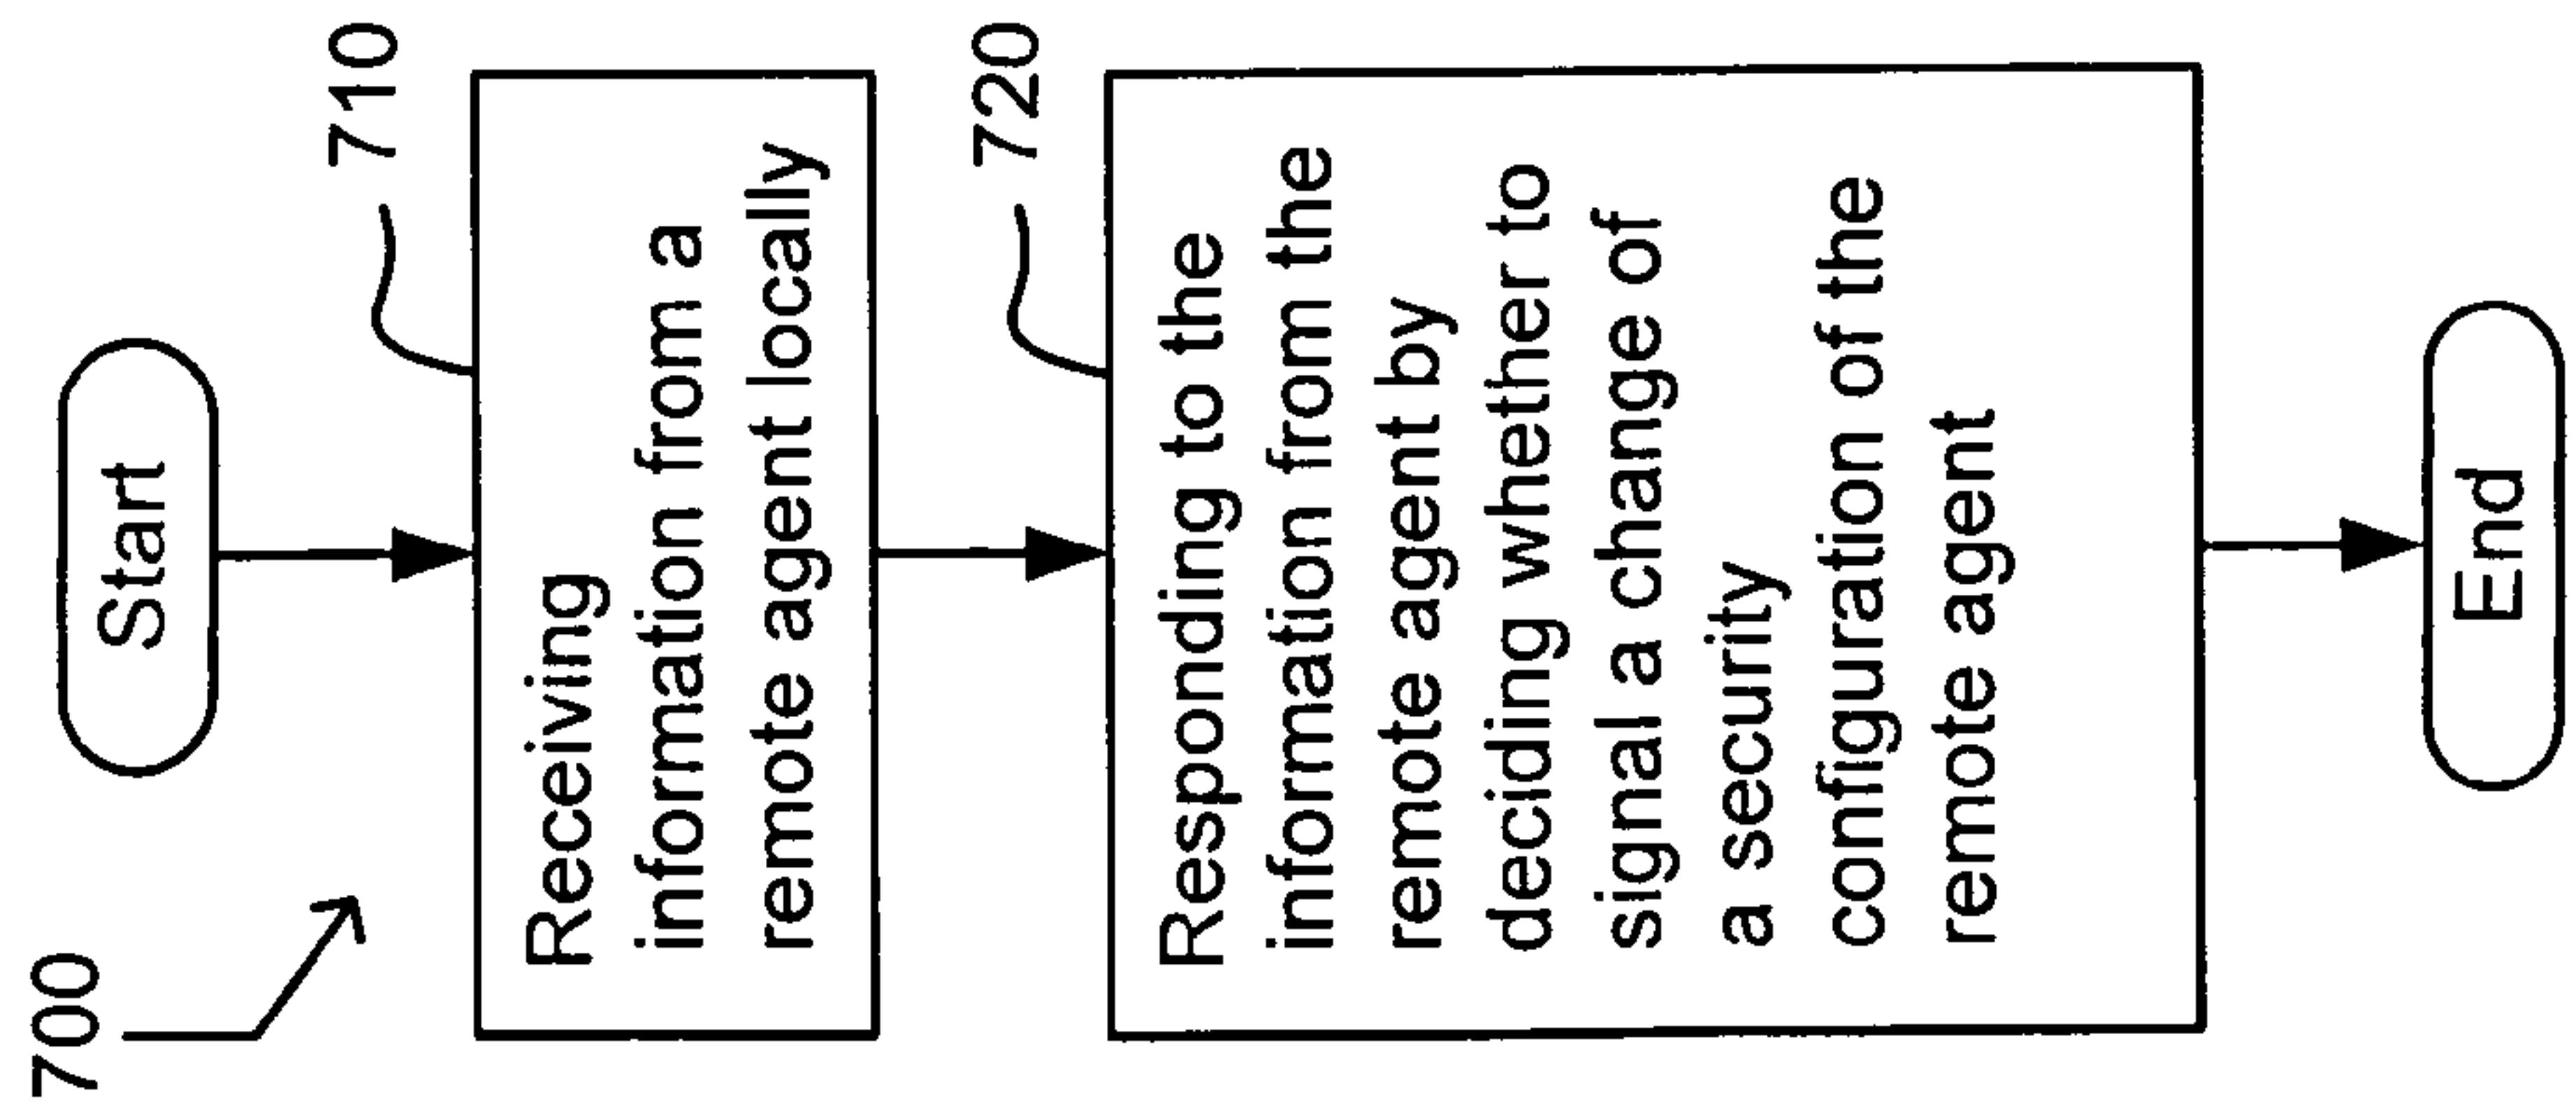 700
Start
710
Receiving
information from a
remote agent locally
720
Responding to the
information from the
remote agent by
deciding whether to
signal a change of
a security
configuration of the
remote agent
End